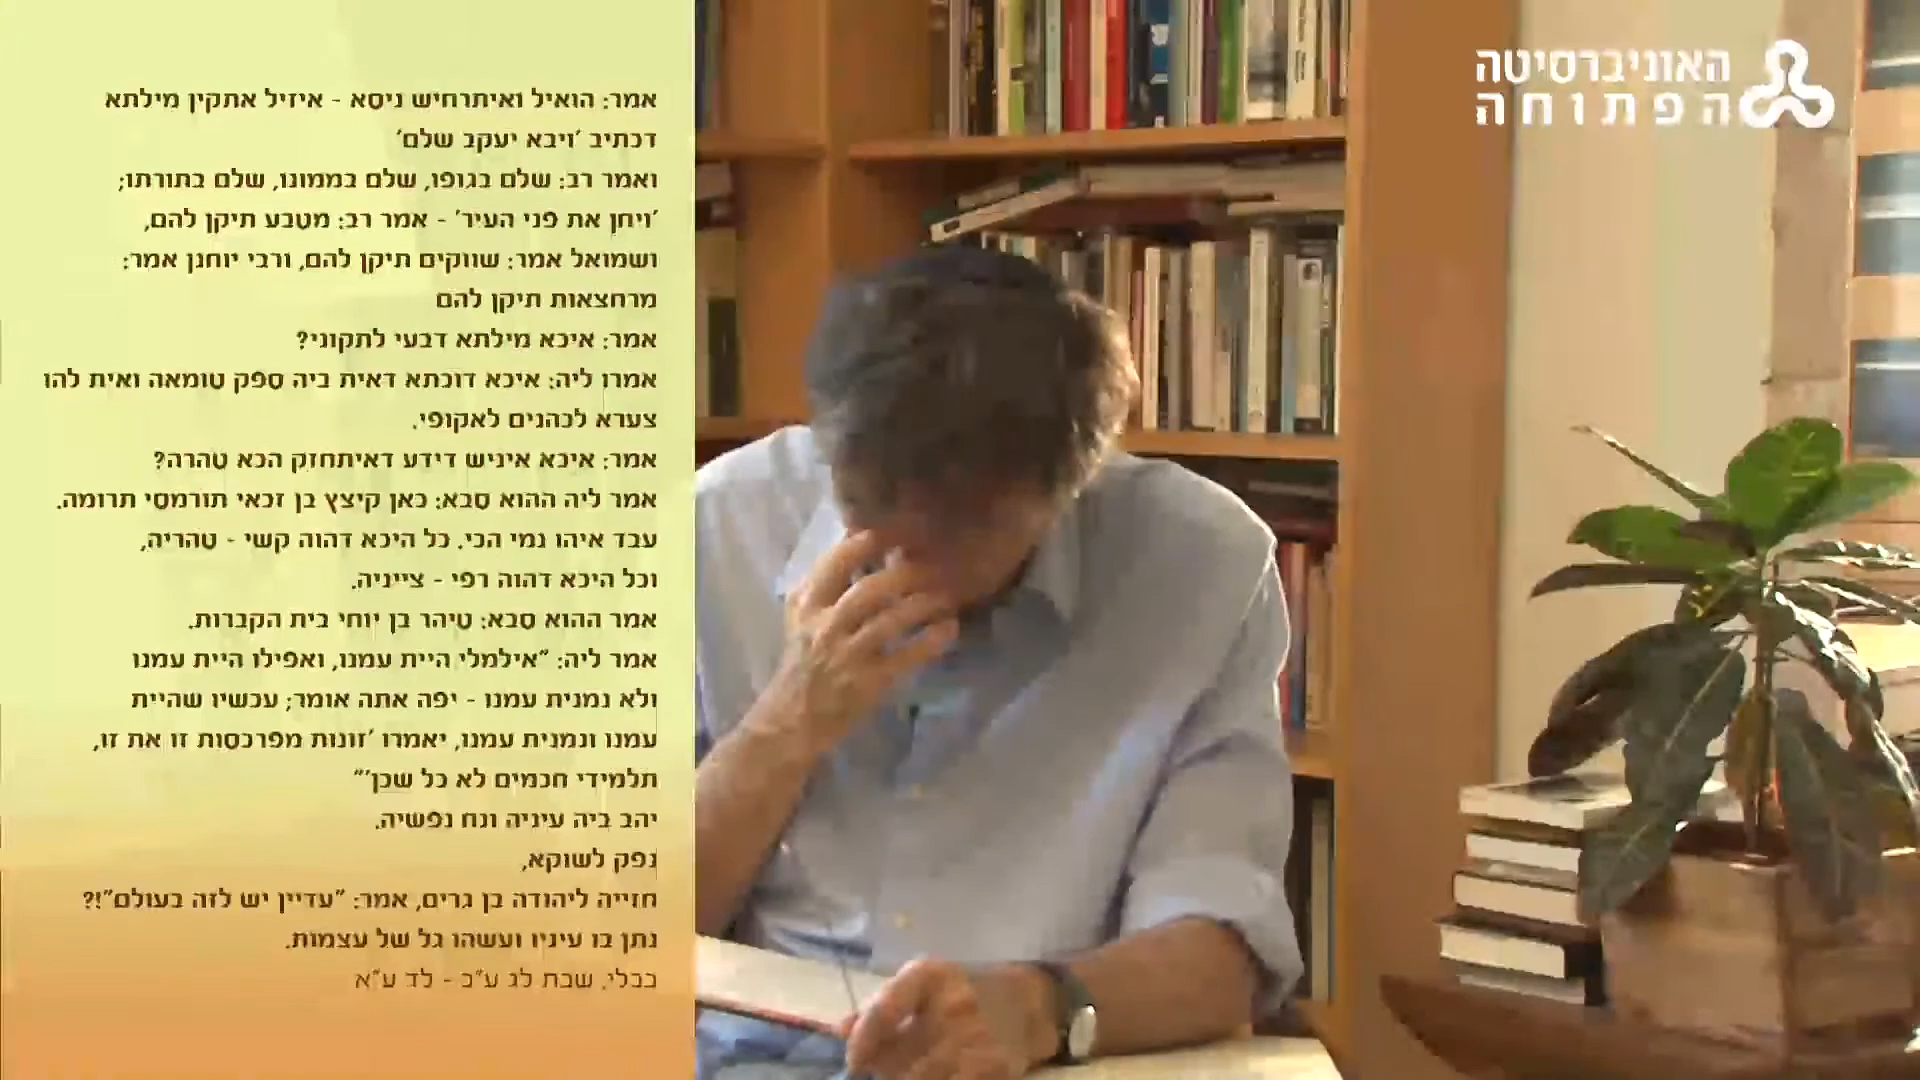 אמר: הואיל ואיתרחיש ניסא - איזיל אתקין מילתא
דכתיב 'ויבא יעקב שלם'
ואמר רב: שלם בגופו, שלם בממונו, שלם בתורתו;
'ויחן את פני העיר' - אמר רב: מטבע תיקן להם,
ושמואל אמר: שווקים תיקן להם, ורבי יוחנן אמר:
מרחצאות תיקן להם
אמר: איכא מילתא דבעי לתקוני?
אמרו ליה: איכא דוכתא דאית ביה ספק טומאה ואית להו
צערא לכהנים לאקופי.
אמר: איכא איניש דידע דאיתחזק הכא טהרה?
אמר ליה ההוא סבא: כאן קיצץ בן זכאי תורמסי תרומה.
עבד איהו נמי הכי. כל היכא דהוה קשי - טהריה,
וכל היכא דהוה רפי - צייניה.
אמר ההוא סבא: טיהר בן יוחי בית הקברות.
אמר ליה: "אילמלי היית עמנו, ואפילו היית עמנו
ולא נמנית עמנו - יפה אתה אומר; עכשיו שהיית
עמנו ונמנית עמנו, יאמרו 'זונות מפרכסות זו את זו,
תלמידי חכמים לא כל שכן'"
יהב ביה עיניה ונח נפשיה.
נפק לשוקא,
חזייה ליהודה בן גרים, אמר: "עדיין יש לזה בעולם"!?
נתן בו עיניו ועשהו גל של עצמות.
בבלי, שבת לג ע"ב - לד ע"א
האוניברסיטה
הפתוחה